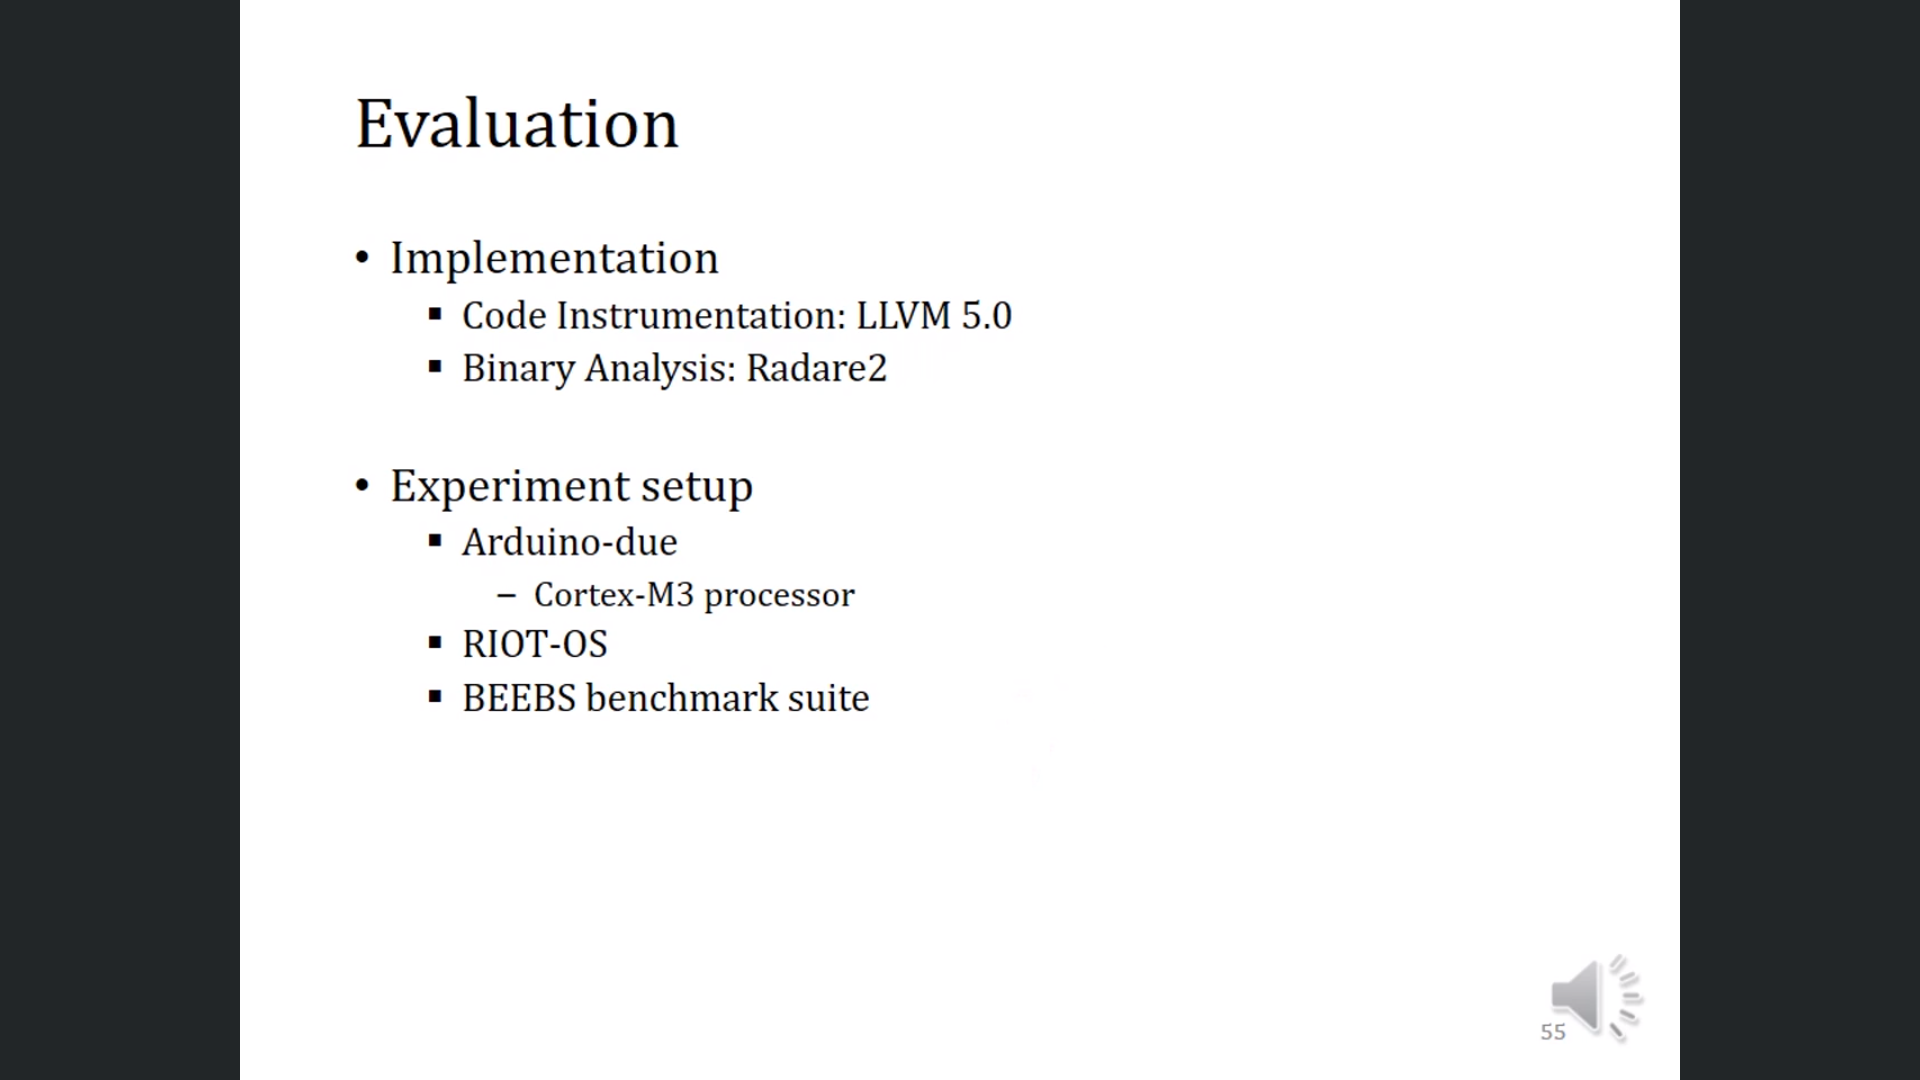 Evaluation
• Implementation
▪ Code Instrumentation: LLVM 5.0
▪ Binary Analysis: Radare2
• Experiment setup
▪ Arduino-due
– Cortex-M3 processor
▪ RIOT-OS
▪ BEEBS benchmark suite
55